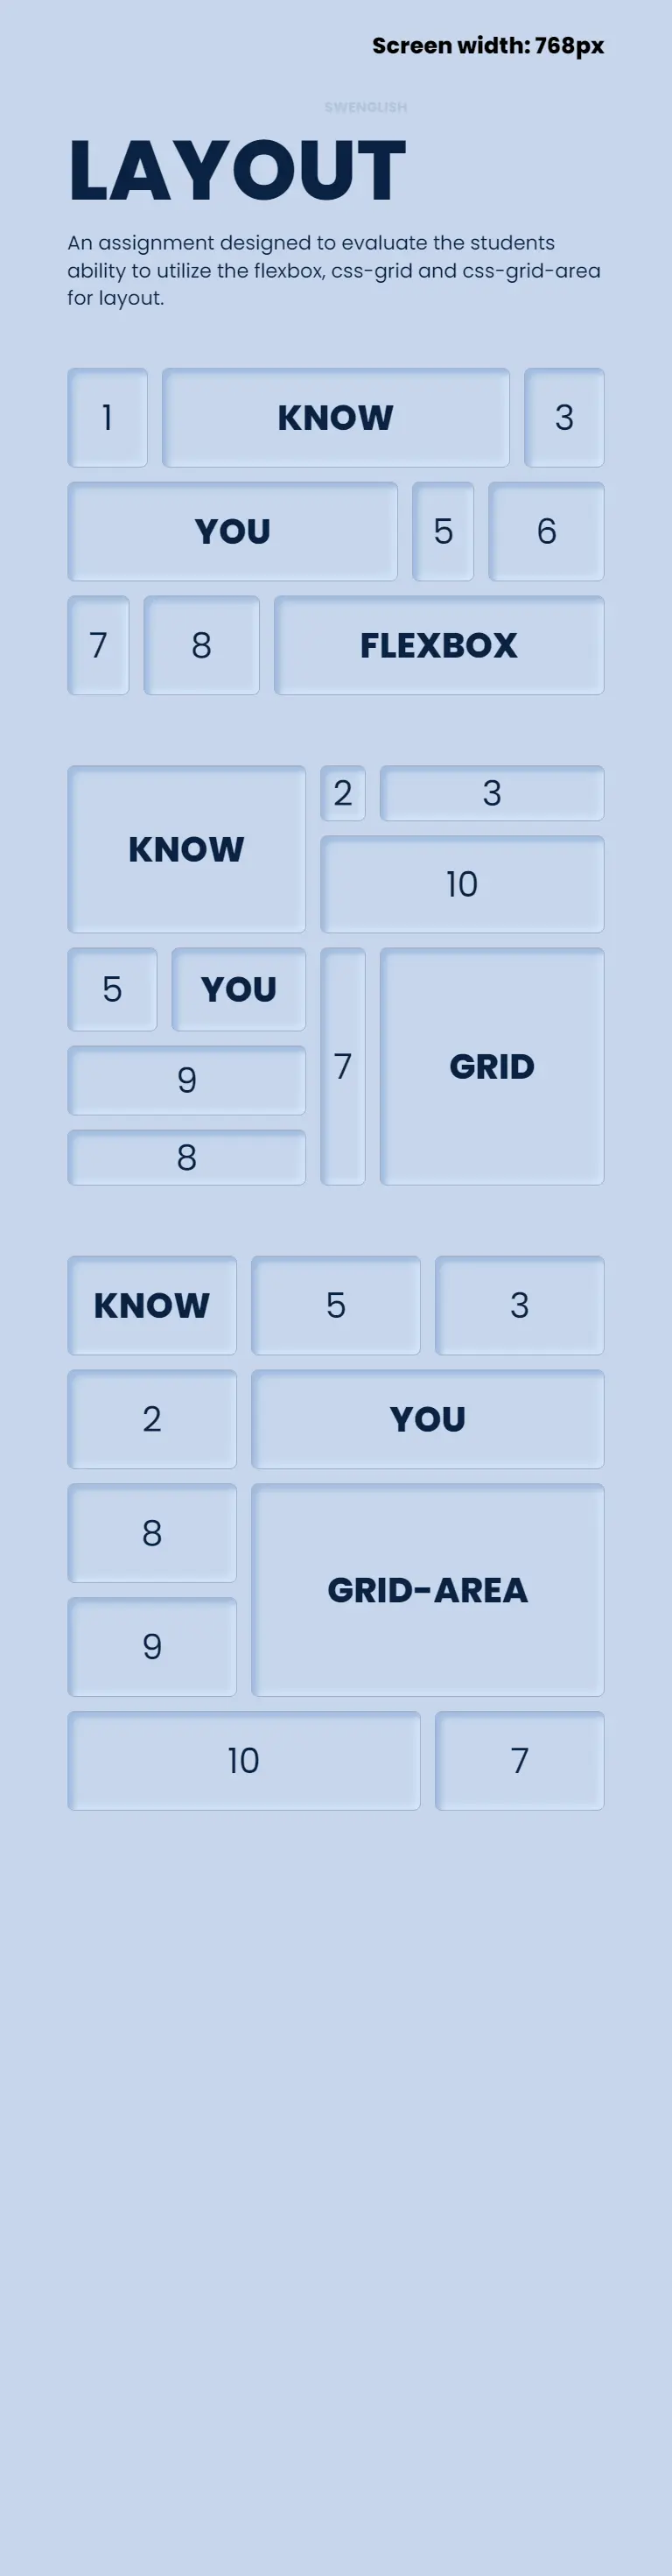 Screen width: 768px
SWENGLISH
LAYOUT
An assignment designed to evaluate the students
ability to utilize the flexbox, css-grid and css-grid-area
for layout.
1 KNOW 3
YOU 5 6
7 8 FLEXBOX
KNOW 2 3
10
5 YOU 7 GRID
9
8
KNOW 5 3
2 YOU
8 GRID-AREA
9
10 7